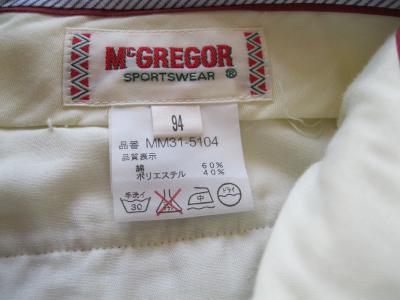 McGREGOR
SPORTSWEAR ®
94
品番 MM31-5104
品質表示
綿 60%
ポリエステル 40%
手洗イ 30 中 ドライ